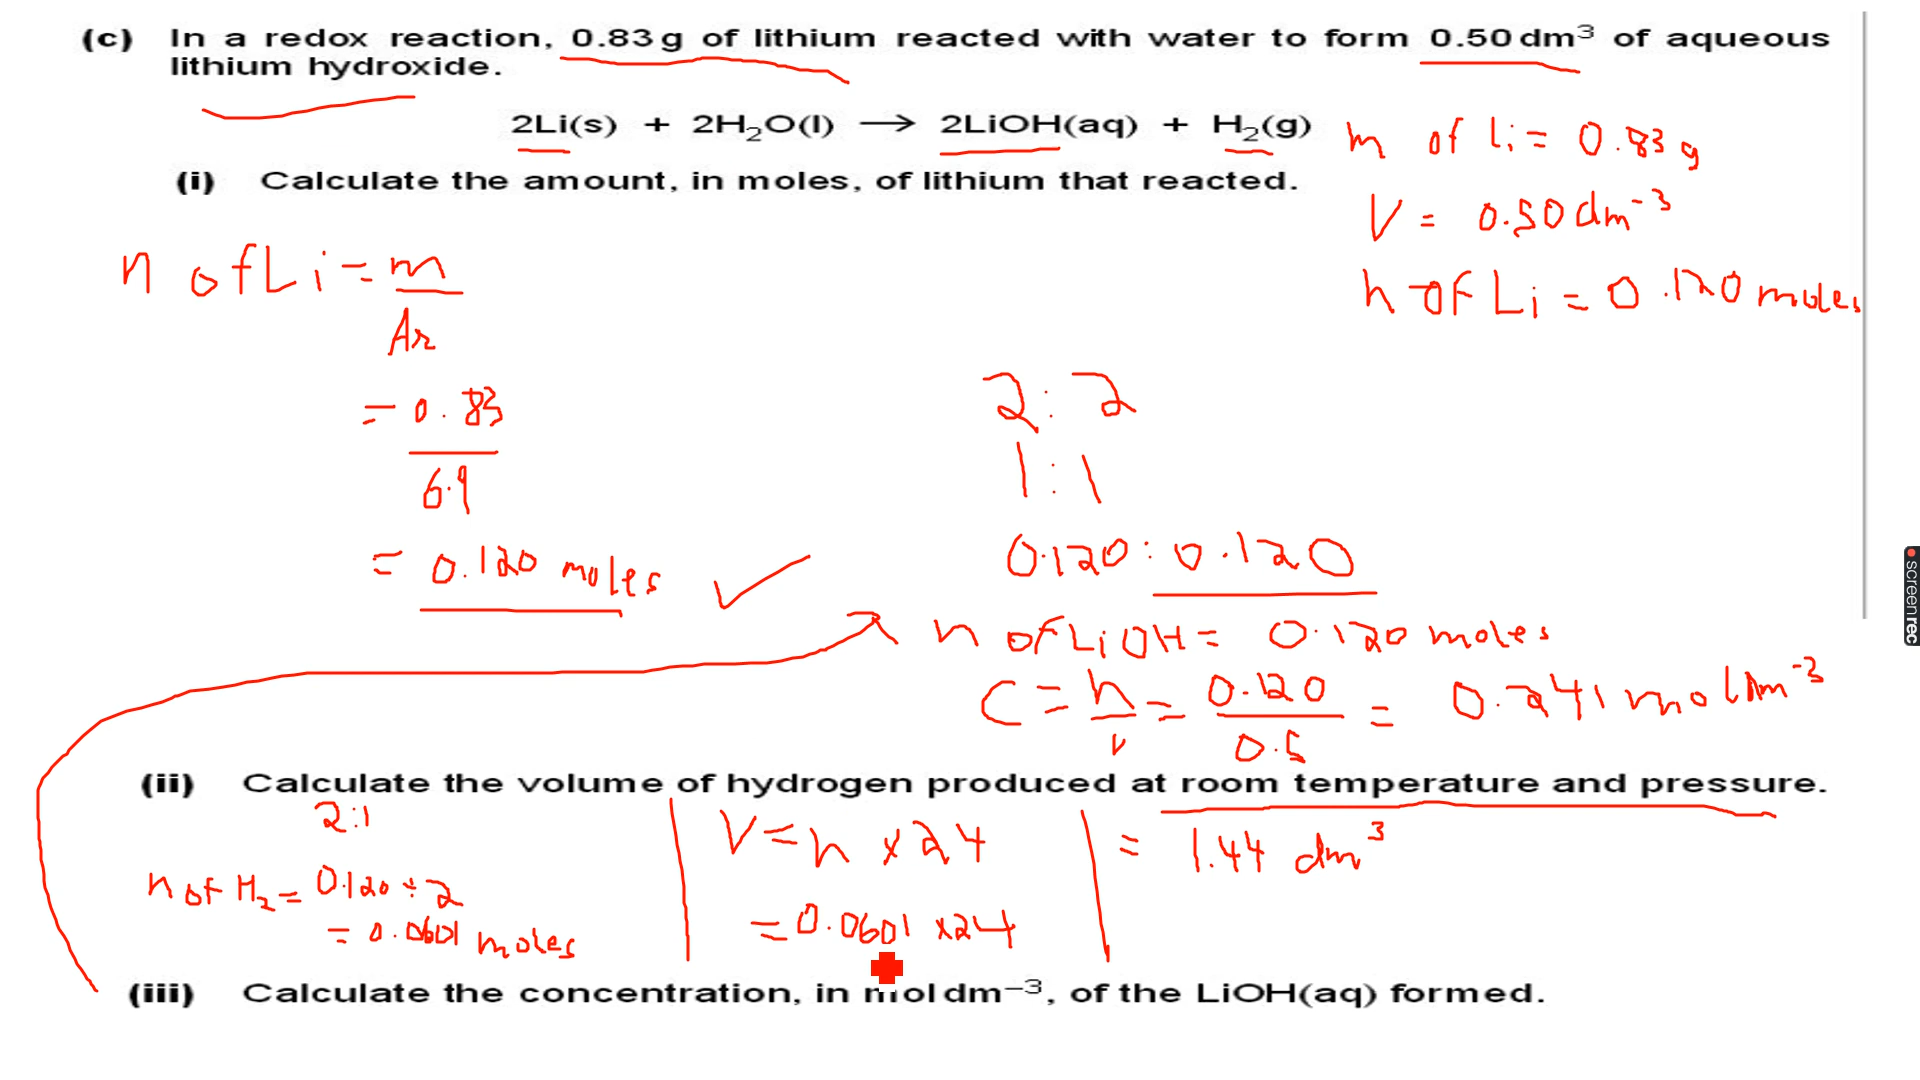 (c) In a redox reaction, 0.83 g of lithium reacted with water to form 0.50 dm³ of aqueous
lithium hydroxide.
2Li(s) + 2H₂O(l) → 2LiOH(aq) + H₂(g)
m of Li = 0.83 g
(i) Calculate the amount, in moles, of lithium that reacted.
V = 0.50 dm⁻³
n of Li = 0.120 moles
n of Li = m
Ar
= 0.83
6.9
= 0.120 moles ✓
2 : 2
1 : 1
0.120 : 0.120
n of LiOH = 0.120 moles
C = n/v = 0.120/0.5 = 0.241 moldm⁻³
(ii) Calculate the volume of hydrogen produced at room temperature and pressure.
2:1
n of H₂ = 0.120 ÷ 2
= 0.0601 moles
V = n × 24
= 0.0601 × 24
= 1.44 dm³
(iii) Calculate the concentration, in mol dm⁻³, of the LiOH(aq) formed.
screenrec